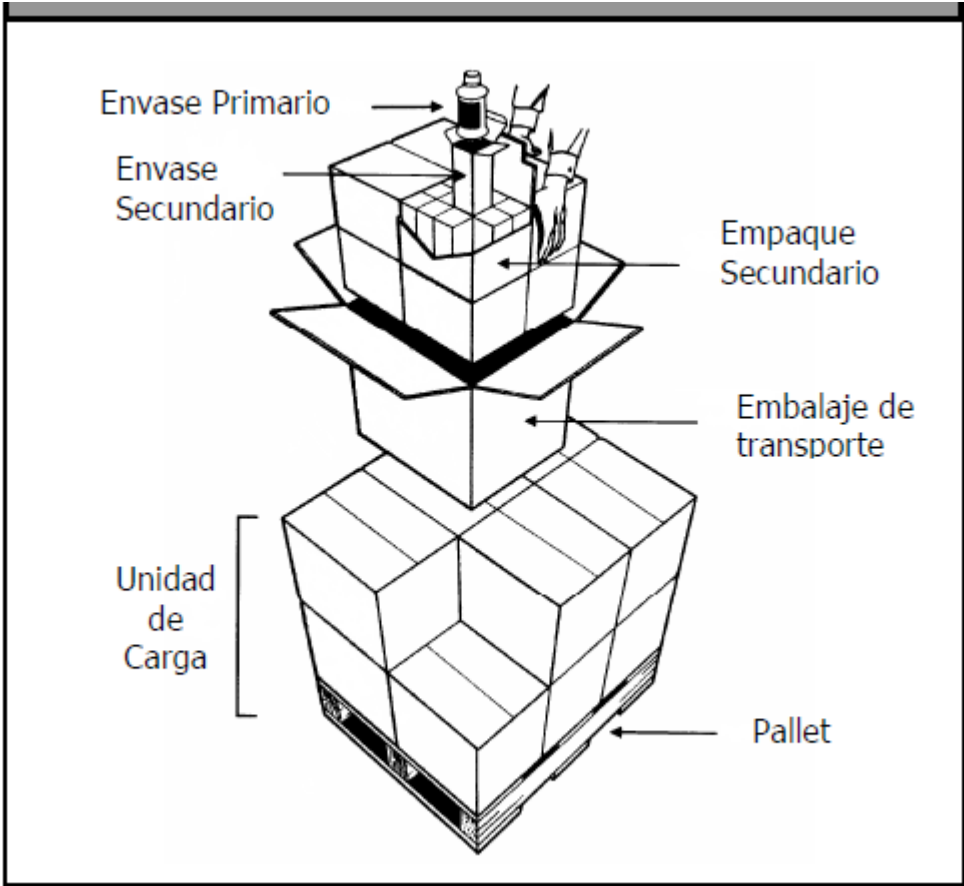 Envase Primario
Envase
Secundario
Empaque
Secundario
Embalaje de
transporte
Unidad
de
Carga
Pallet